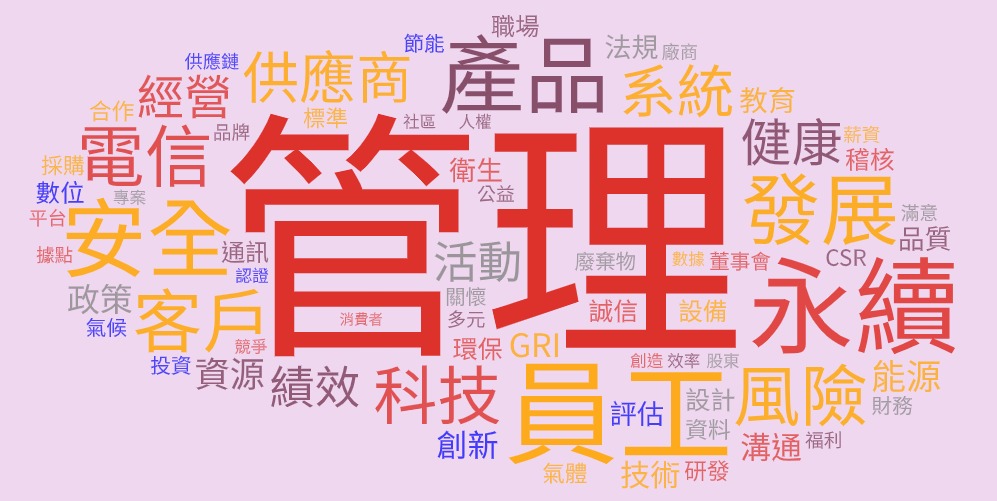 職場
節能
產品
法規
廠商
供應鏈
供應商
系統
經營
教育
合作
標準
社區
人權
品牌
電信
管理
健康
薪資
稽核
採購
衛生
數位
專案
公益
發展
平台
安全
滿意
品質
據點
通訊
活動
廢棄物
數據
董事會
CSR
認證
永續
政策
關懷
客戶
誠信
設備
氣候
消費者
多元
競爭
環保
GRI
投資
資源
創造
效率
股東
績效
科技
員工
風險
能源
設計
財務
評估
資料
創新
溝通
福利
氣體
技術
研發